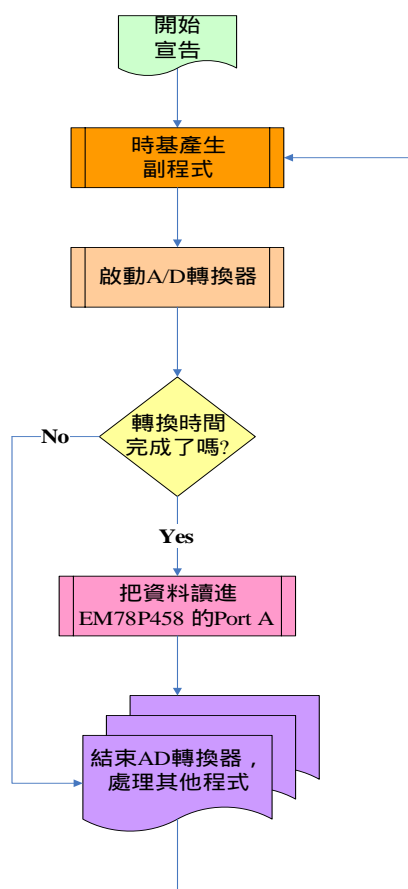 開始
宣告
時基產生
副程式
啟動A/D轉換器
轉換時間
完成了嗎?
No
Yes
把資料讀進
EM78P458 的Port A
結束AD轉換器，
處理其他程式